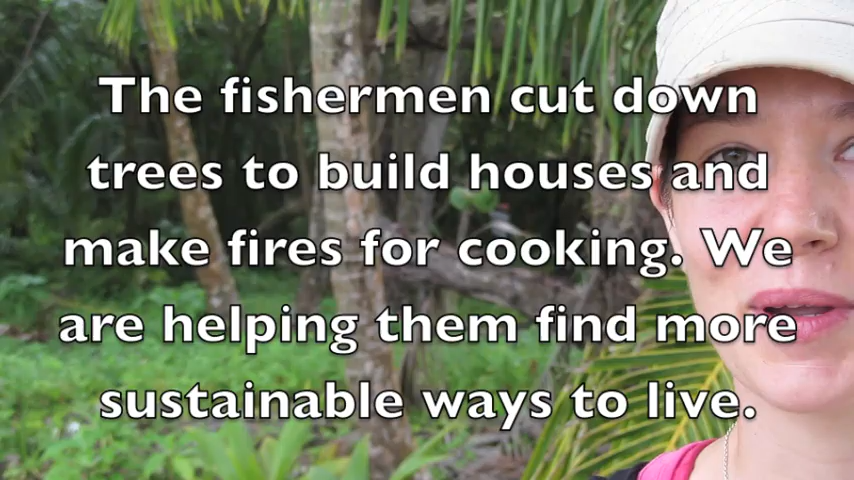 The fishermen cut down
trees to build houses and
make fires for cooking. We
are helping them find more
sustainable ways to live.